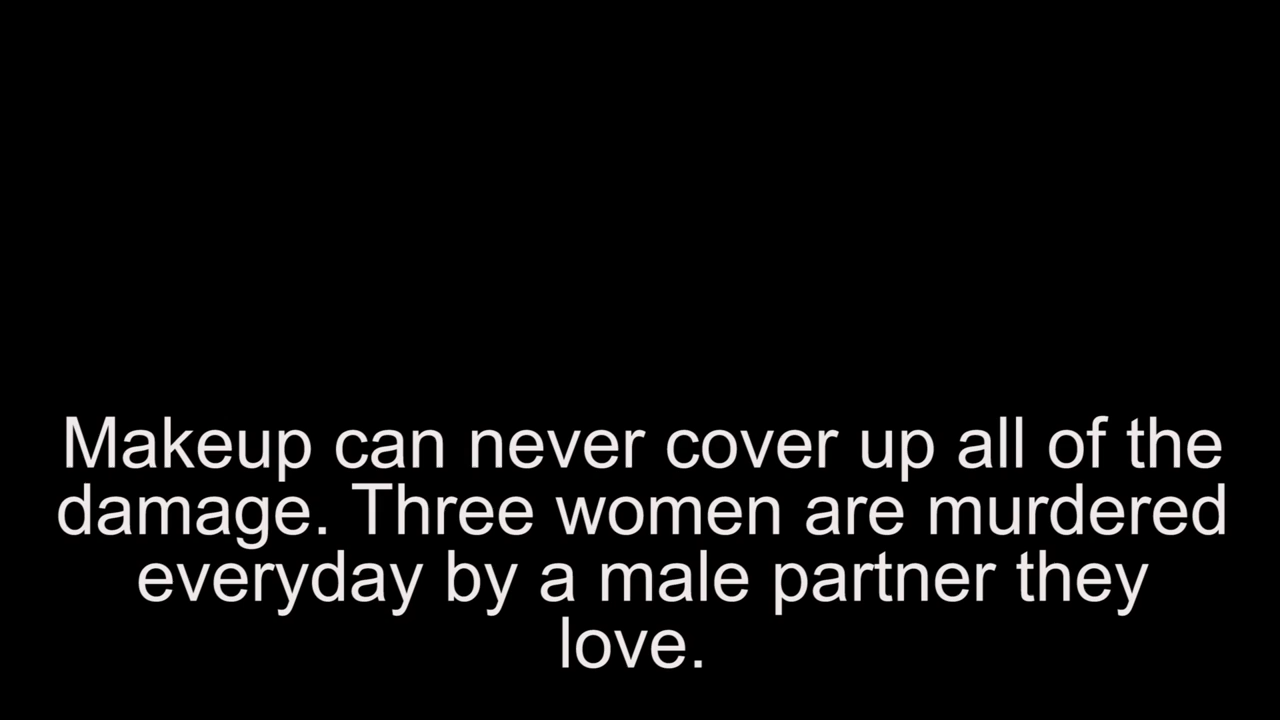 Makeup can never cover up all of the
damage. Three women are murdered
everyday by a male partner they
love.